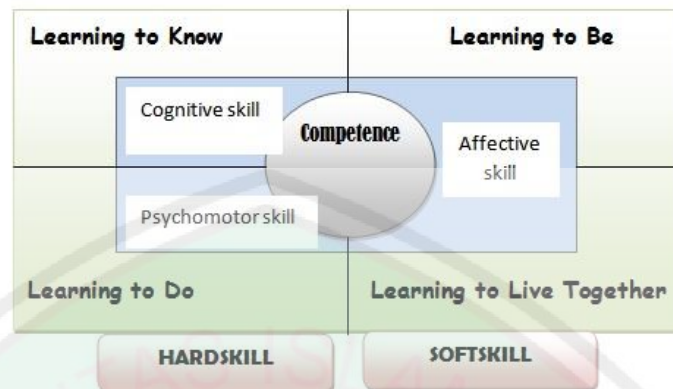 Learning to Know
Learning to Be
Cognitive skill
Competence
Affective
skill
Psychomotor skill
Learning to Do
Learning to Live Together
HARDSKILL
SOFTSKILL